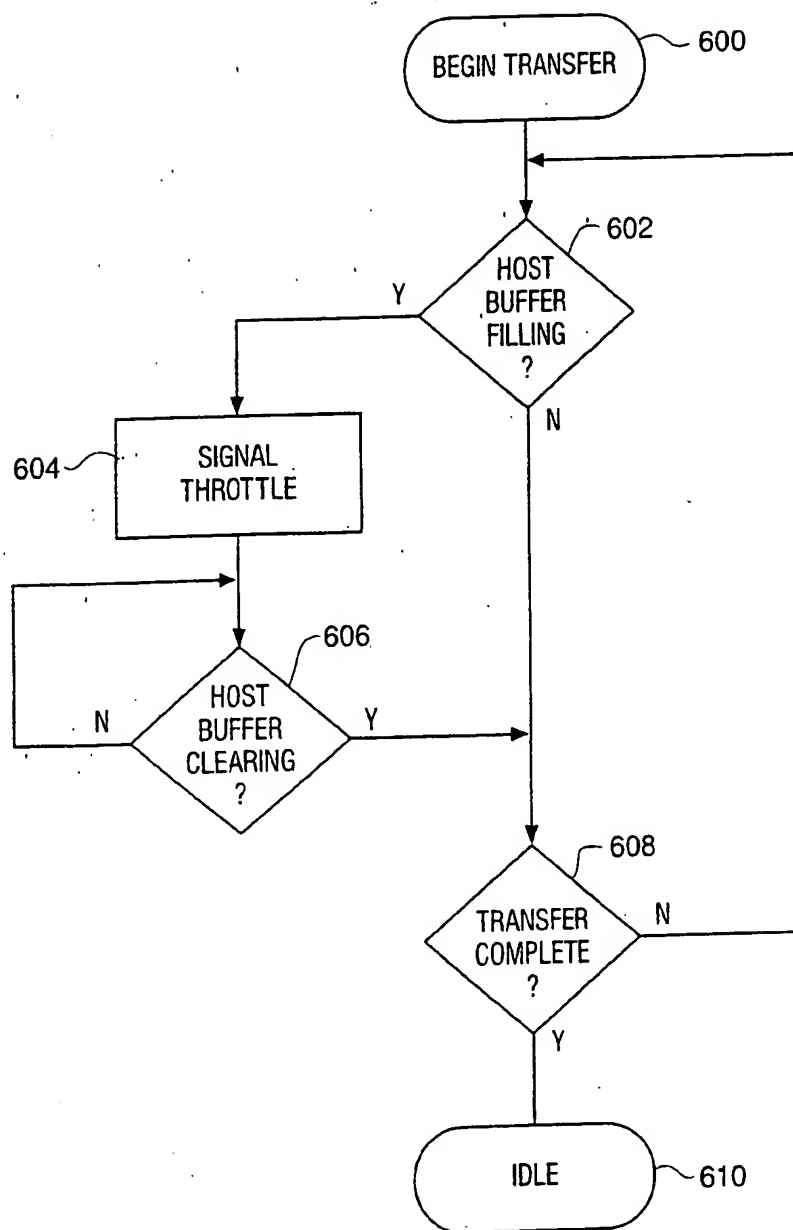 BEGIN TRANSFER
600
602
HOST
BUFFER
FILLING
?
Y
N
604
SIGNAL
THROTTLE
606
HOST
BUFFER
CLEARING
?
N
Y
608
TRANSFER
COMPLETE
?
N
Y
IDLE
610